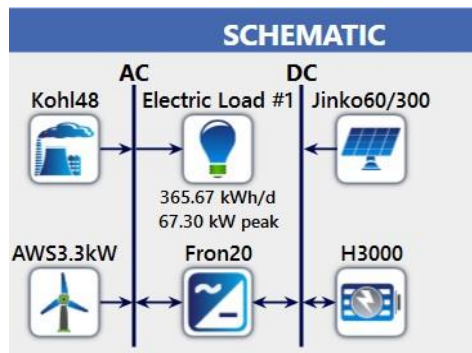 SCHEMATIC
AC DC
Kohl48 Electric Load #1 Jinko60/300
365.67 kWh/d
67.30 kW peak
AWS3.3kW Fron20 H3000